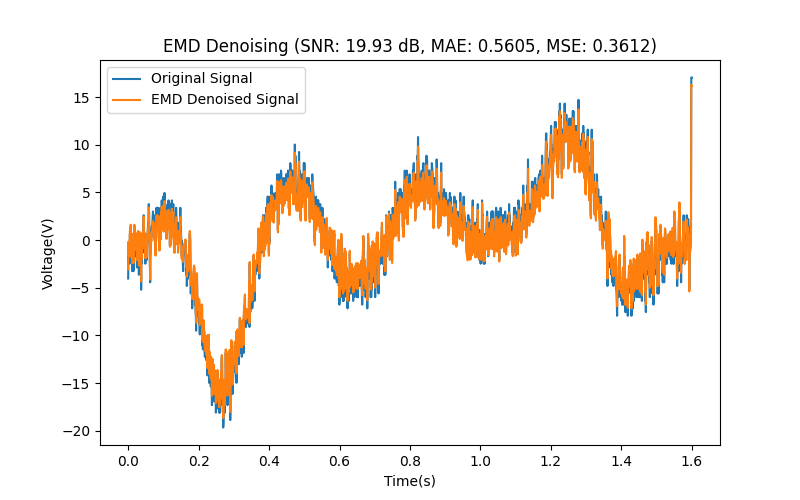 EMD Denoising (SNR: 19.93 dB, MAE: 0.5605, MSE: 0.3612)
Original Signal
EMD Denoised Signal
Voltage(V)
15
10
5
0
−5
−10
−15
−20
0.0 0.2 0.4 0.6 0.8 1.0 1.2 1.4 1.6
Time(s)